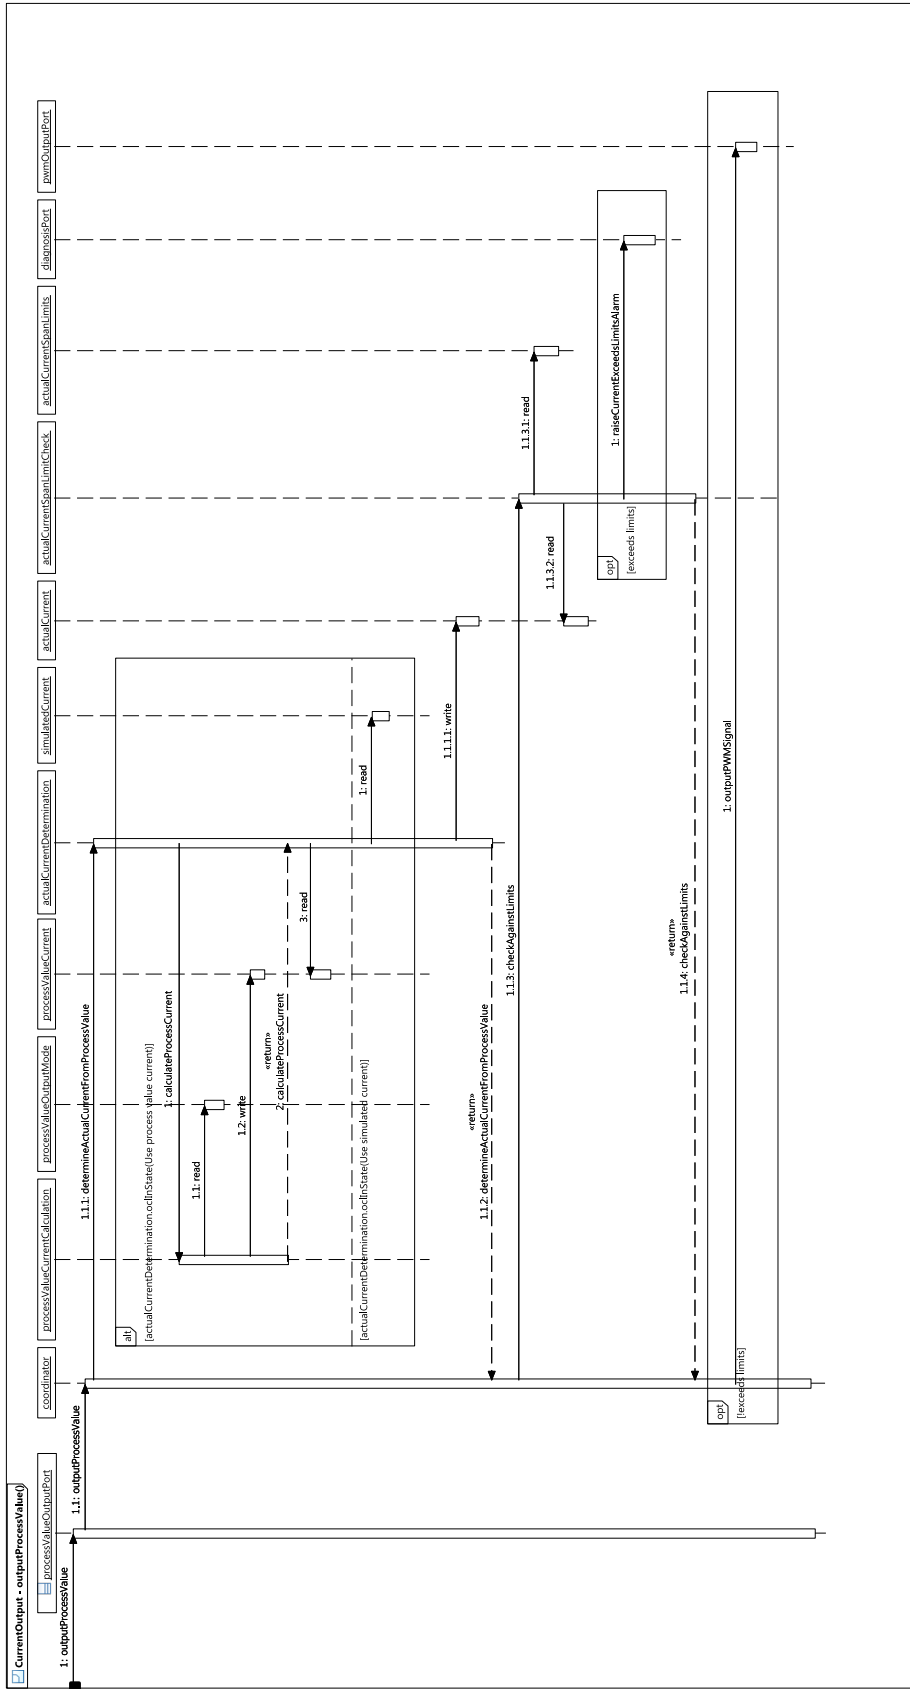 CurrentOutput - outputProcessValue()
processValueOutputPort
coordinator
processValueCurrentCalculation
processValueOutputMode
processValueCurrent
actualCurrentDetermination
simulatedCurrent
actualCurrent
actualCurrentSpanLimitCheck
actualCurrentSpanLimits
diagnosisPort
pwmOutputPort
1: outputProcessValue
1.1: outputProcessValue
1.1.1: determineActualCurrentFromProcessValue
alt
[actualCurrentDetermination.oclInState(Use process value current)]
1: calculateProcessCurrent
1.1: read
1.2: write
«return»
2: calculateProcessCurrent
3: read
[actualCurrentDetermination.oclInState(Use simulated current)]
1: read
1.1.1.1: write
«return»
1.1.2: determineActualCurrentFromProcessValue
1.1.3: checkAgainstLimits
1.1.3.1: read
1.1.3.2: read
opt
[exceeds limits]
1: raiseCurrentExceedsLimitsAlarm
«return»
1.1.4: checkAgainstLimits
opt
[!exceeds limits]
1: outputPWMSignal